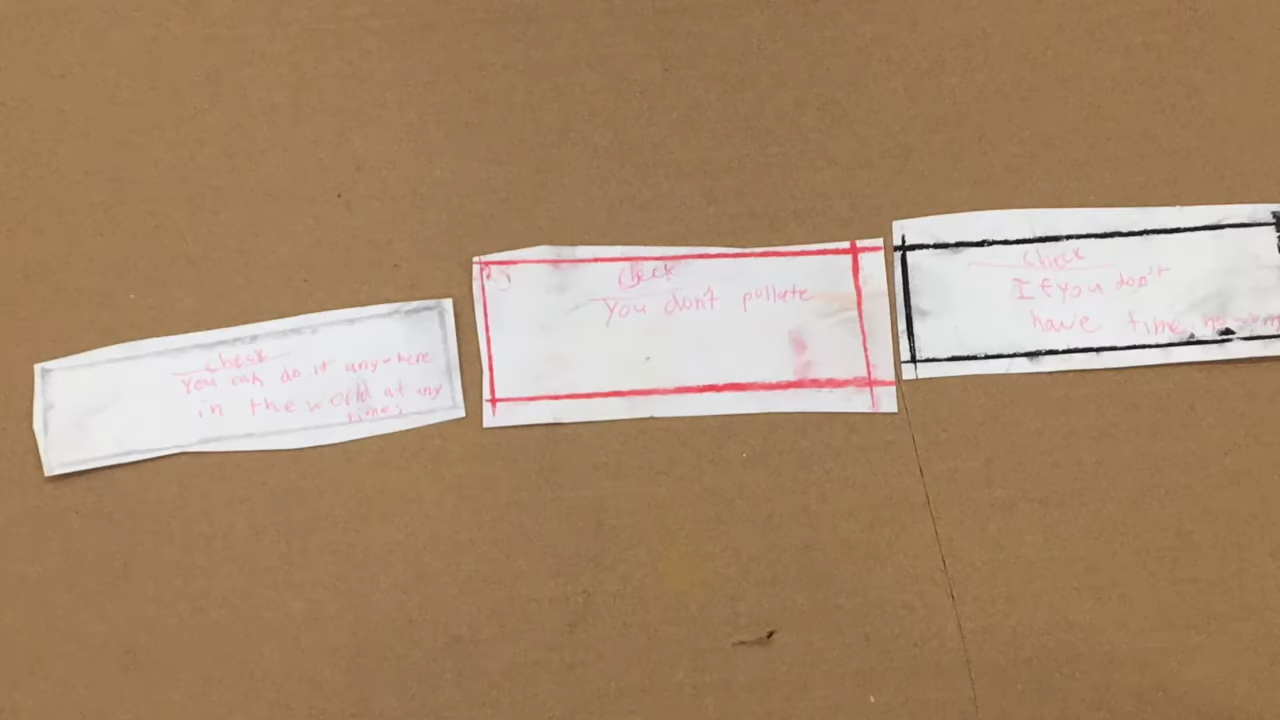 check
You can do it anywhere
in the world at any
times
check
You don't pollute
check
If you don't
have time